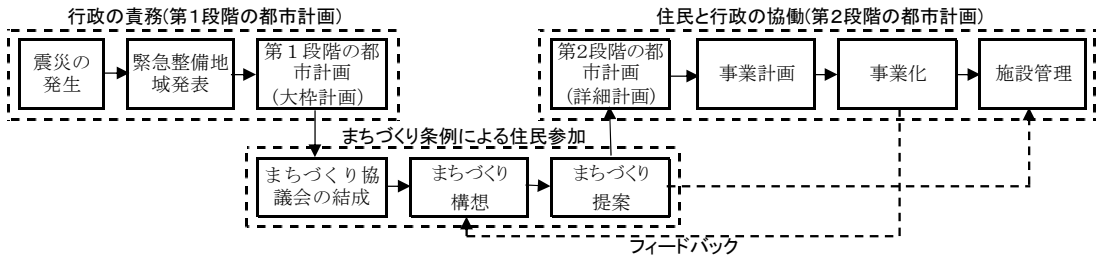 行政の責務(第１段階の都市計画)
震災の
発生
緊急整備地
域発表
第１段階の都
市計画
(大枠計画)
住民と行政の協働(第２段階の都市計画)
第2段階の都
市計画
(詳細計画)
事業計画
事業化
施設管理
まちづくり条例による住民参加
まちづくり協
議会の結成
まちづくり
構想
まちづくり
提案
フィードバック